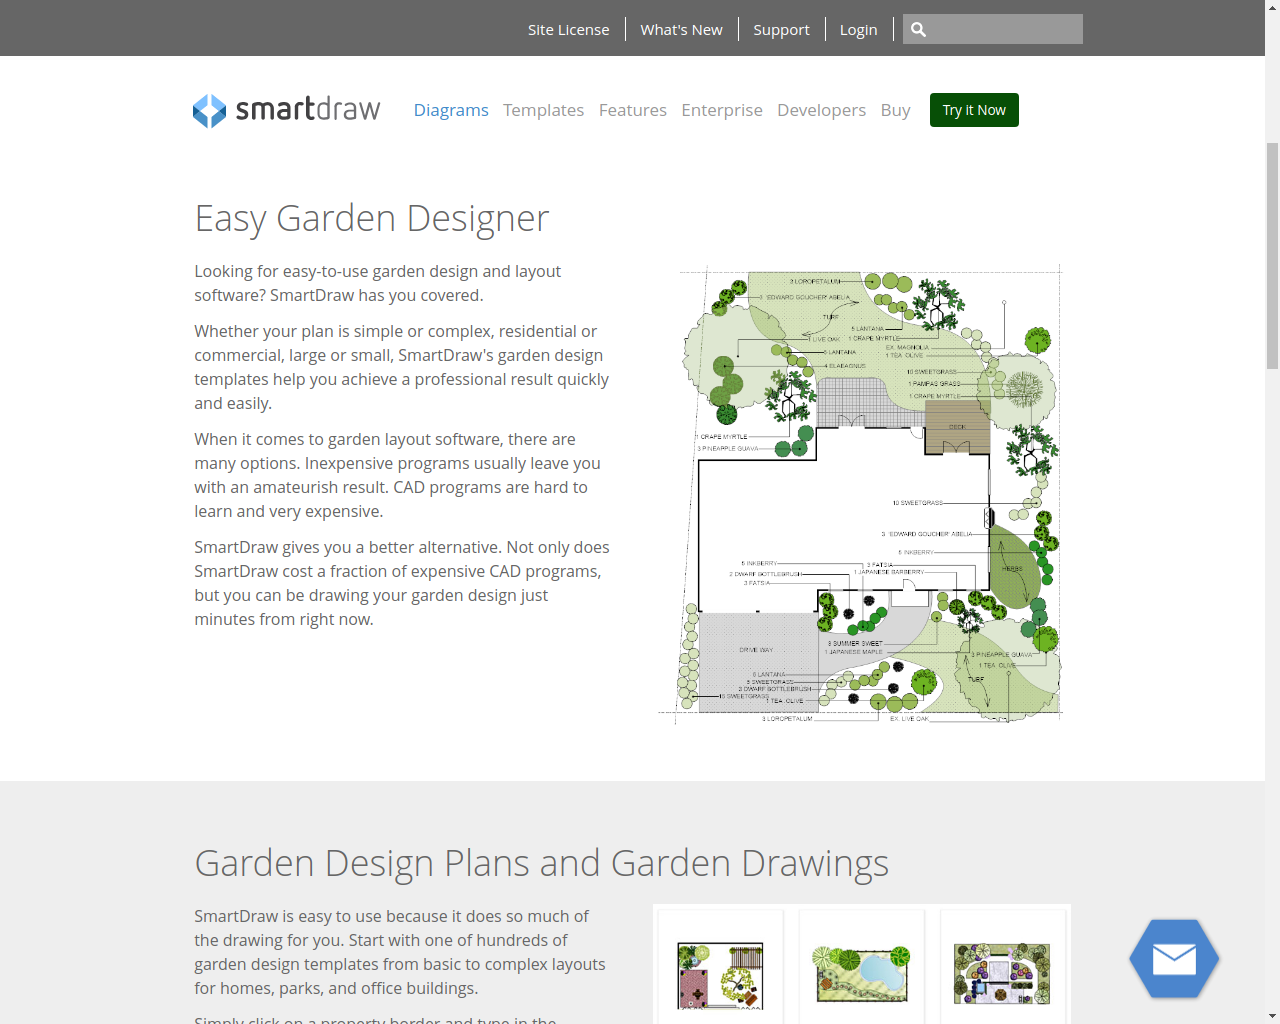 Site License
What's New
Support
Login
smartdraw
Diagrams
Templates
Features
Enterprise
Developers
Buy
Try It Now
Easy Garden Designer
Looking for easy-to-use garden design and layout
software? SmartDraw has you covered.
Whether your plan is simple or complex, residential or
commercial, large or small, SmartDraw's garden design
templates help you achieve a professional result quickly
and easily.
When it comes to garden layout software, there are
many options. Inexpensive programs usually leave you
with an amateurish result. CAD programs are hard to
learn and very expensive.
SmartDraw gives you a better alternative. Not only does
SmartDraw cost a fraction of expensive CAD programs,
but you can be drawing your garden design just
minutes from right now.
3 LOROPETALUM
3 'EDWARD GOUCHER' ABELIA
TURF
5 LANTANA
1 LIVE OAK
1 CRAPE MYRTLE
EX. MAGNOLIA
1 TEA OLIVE
5 LANTANA
4 ELAEAGNUS
10 SWEETGRASS
1 PAMPAS GRASS
1 CRAPE MYRTLE
DECK
1 CRAPE MYRTLE
3 PINEAPPLE GUAVA
10 SWEETGRASS
3 'EDWARD GOUCHER' ABELIA
5 INKBERRY
5 INKBERRY
3 FATSIA
2 DWARF BOTTLEBRUSH
1 JAPANESE BARBERRY
HERBS
3 FATSIA
DRIVE WAY
9 SUMMER SWEET
1 JAPANESE MAPLE
3 PINEAPPLE GUAVA
1 TEA OLIVE
5 LANTANA
TURF
5 SWEETGRASS
3 DWARF BOTTLEBRUSH
15 SWEETGRASS
1 TEA OLIVE
3 LOROPETALUM
EX. LIVE OAK
Garden Design Plans and Garden Drawings
SmartDraw is easy to use because it does so much of
the drawing for you. Start with one of hundreds of
garden design templates from basic to complex layouts
for homes, parks, and office buildings.
Simply click on a property border and type in the